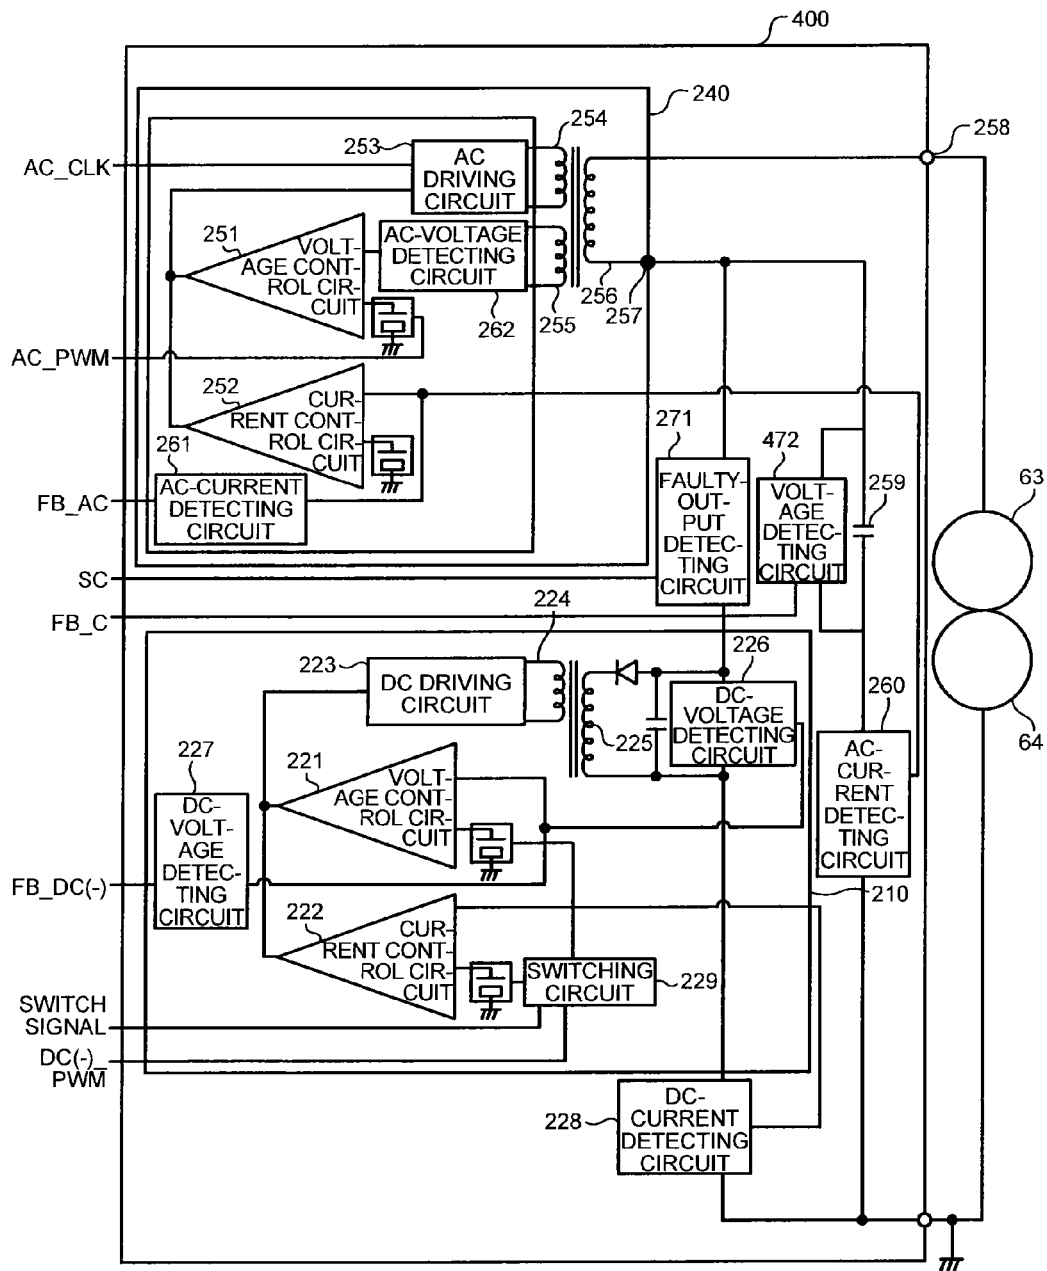 400
240
253
254
258
AC_CLK
AC
DRIVING
CIRCUIT
251
VOLT-
AGE CONT-
ROL CIR-
CUIT
AC-VOLTAGE
DETECTING
CIRCUIT
262
255
256
257
AC_PWM
252
CUR-
RENT CONT-
ROL CIR-
CUIT
261
AC-CURRENT
DETECTING
CIRCUIT
FB_AC
271
FAULTY-
OUT-
PUT
DETEC-
TING
CIRCUIT
472
VOLT-
AGE
DETEC-
TING
CIRCUIT
259
63
SC
FB_C
224
223
DC DRIVING
CIRCUIT
225
226
DC-
VOLTAGE
DETECTING
CIRCUIT
260
64
AC-
CUR-
RENT
DETEC-
TING
CIRCUIT
227
DC-
VOLT-
AGE
DETEC-
TING
CIRCUIT
221
VOLT-
AGE CONT-
ROL CIR-
CUIT
FB_DC(-)
210
222
CUR-
RENT CONT-
ROL CIR-
CUIT
SWITCHING
CIRCUIT
229
SWITCH
SIGNAL
DC(-)_
PWM
228
DC-
CURRENT
DETECTING
CIRCUIT